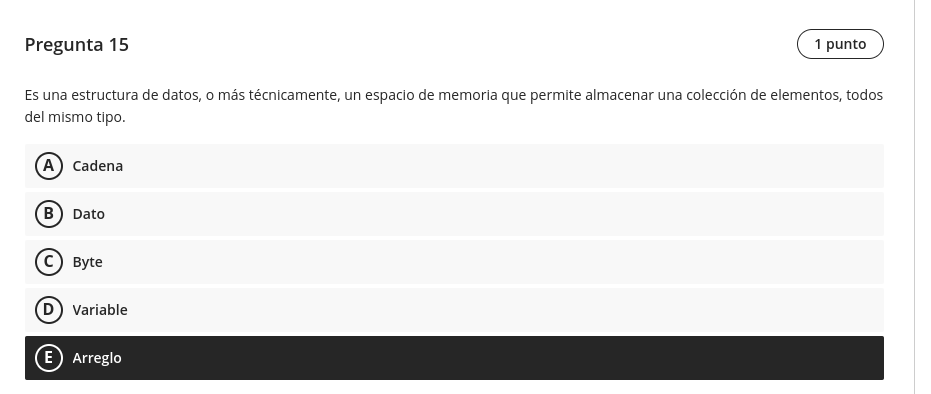 Pregunta 15
1 punto
Es una estructura de datos, o más técnicamente, un espacio de memoria que permite almacenar una colección de elementos, todos
del mismo tipo.
A Cadena
B Dato
C Byte
D Variable
E Arreglo